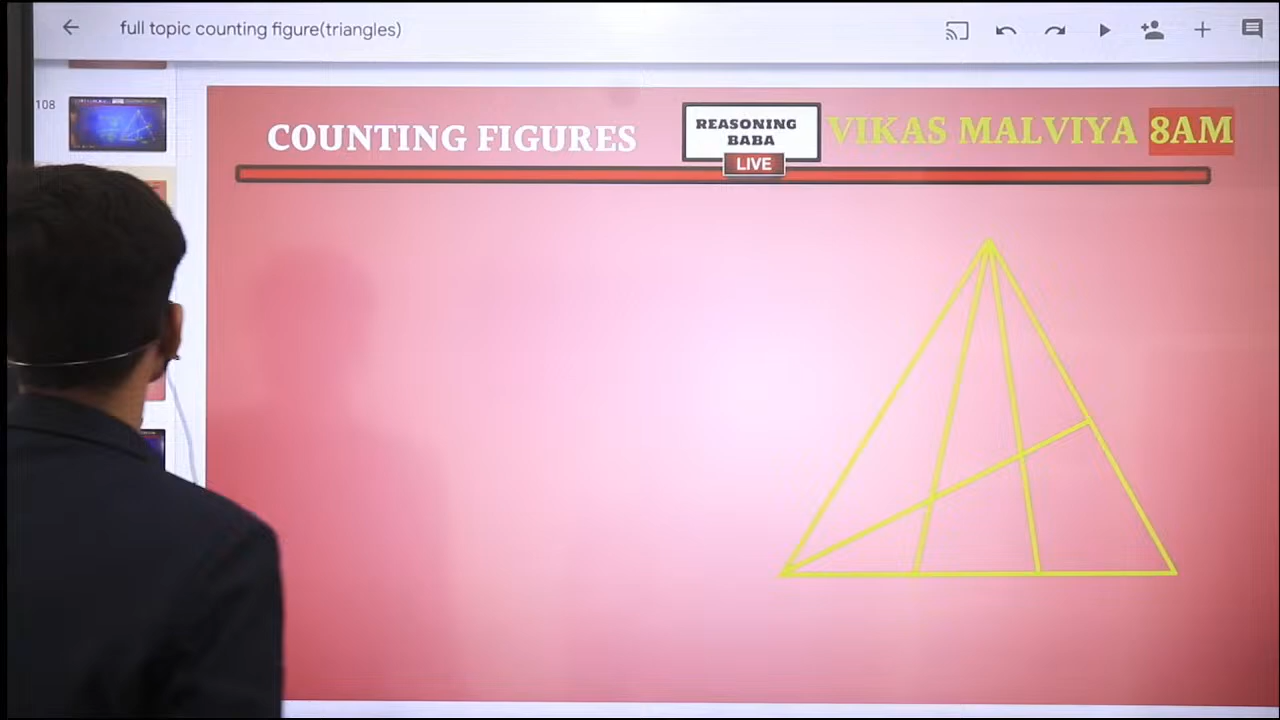 full topic counting figure(triangles)
108
COUNTING FIGURES
REASONING
BABA
LIVE
VIKAS MALVIYA 8AM